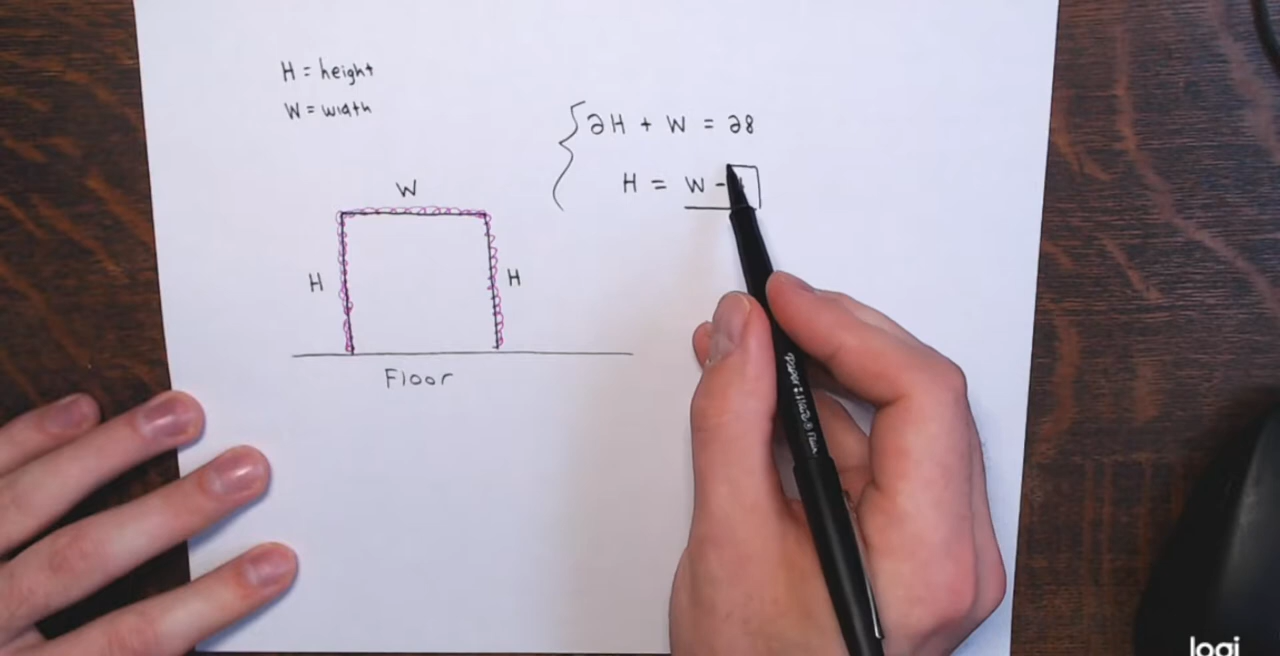 H = height
W = width
2H + W = 28
H = W -
W
H
H
Floor
logi